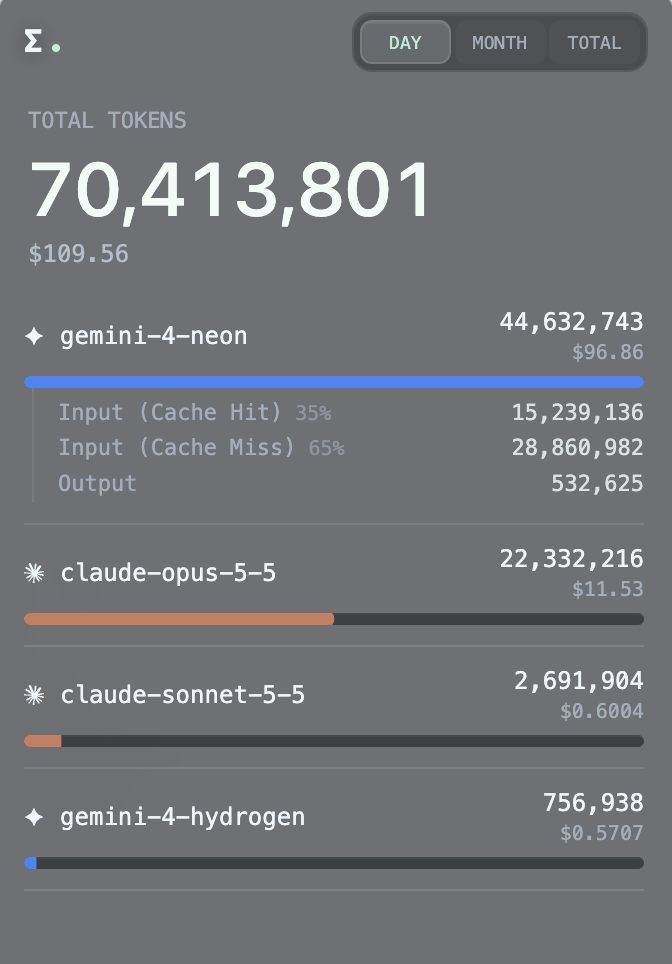 Σ.
DAY MONTH TOTAL
TOTAL TOKENS
70,413,801
$109.56
gemini-4-neon 44,632,743
$96.86
Input (Cache Hit) 35% 15,239,136
Input (Cache Miss) 65% 28,860,982
Output 532,625
claude-opus-5-5 22,332,216
$11.53
claude-sonnet-5-5 2,691,904
$0.6004
gemini-4-hydrogen 756,938
$0.5707